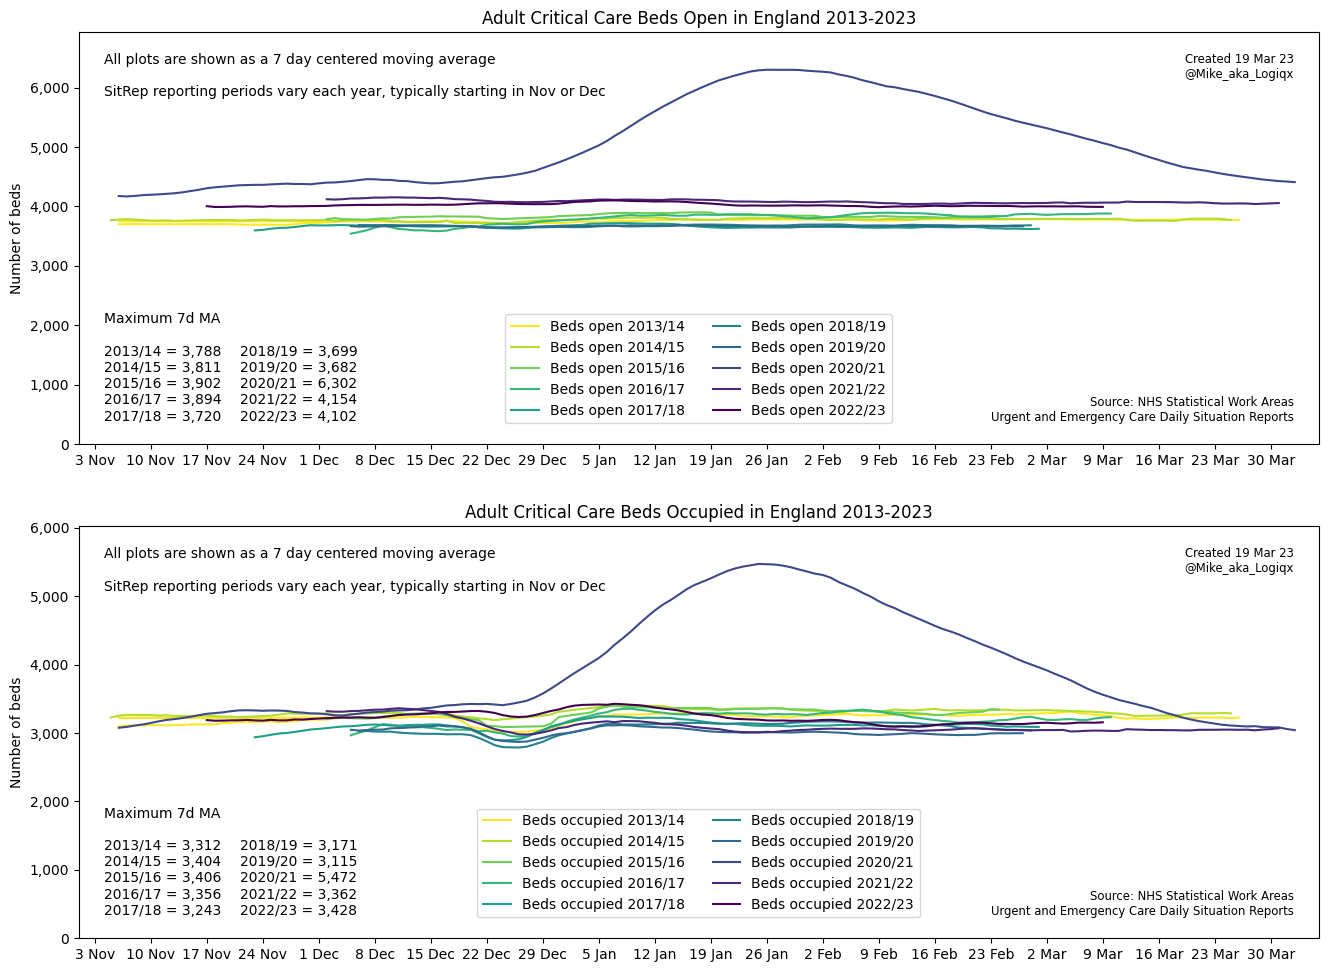 Adult Critical Care Beds Open in England 2013-2023
All plots are shown as a 7 day centered moving average
SitRep reporting periods vary each year, typically starting in Nov or Dec
Created 19 Mar 23
@Mike_aka_Logiqx
Number of beds
6,000
5,000
4,000
3,000
2,000
1,000
0
Maximum 7d MA
2013/14 = 3,788 2018/19 = 3,699
2014/15 = 3,811 2019/20 = 3,682
2015/16 = 3,902 2020/21 = 6,302
2016/17 = 3,894 2021/22 = 4,154
2017/18 = 3,720 2022/23 = 4,102
Beds open 2013/14 Beds open 2018/19
Beds open 2014/15 Beds open 2019/20
Beds open 2015/16 Beds open 2020/21
Beds open 2016/17 Beds open 2021/22
Beds open 2017/18 Beds open 2022/23
Source: NHS Statistical Work Areas
Urgent and Emergency Care Daily Situation Reports
3 Nov 10 Nov 17 Nov 24 Nov 1 Dec 8 Dec 15 Dec 22 Dec 29 Dec 5 Jan 12 Jan 19 Jan 26 Jan 2 Feb 9 Feb 16 Feb 23 Feb 2 Mar 9 Mar 16 Mar 23 Mar 30 Mar
Adult Critical Care Beds Occupied in England 2013-2023
All plots are shown as a 7 day centered moving average
SitRep reporting periods vary each year, typically starting in Nov or Dec
Created 19 Mar 23
@Mike_aka_Logiqx
Number of beds
6,000
5,000
4,000
3,000
2,000
1,000
0
Maximum 7d MA
2013/14 = 3,312 2018/19 = 3,171
2014/15 = 3,404 2019/20 = 3,115
2015/16 = 3,406 2020/21 = 5,472
2016/17 = 3,356 2021/22 = 3,362
2017/18 = 3,243 2022/23 = 3,428
Beds occupied 2013/14 Beds occupied 2018/19
Beds occupied 2014/15 Beds occupied 2019/20
Beds occupied 2015/16 Beds occupied 2020/21
Beds occupied 2016/17 Beds occupied 2021/22
Beds occupied 2017/18 Beds occupied 2022/23
Source: NHS Statistical Work Areas
Urgent and Emergency Care Daily Situation Reports
3 Nov 10 Nov 17 Nov 24 Nov 1 Dec 8 Dec 15 Dec 22 Dec 29 Dec 5 Jan 12 Jan 19 Jan 26 Jan 2 Feb 9 Feb 16 Feb 23 Feb 2 Mar 9 Mar 16 Mar 23 Mar 30 Mar